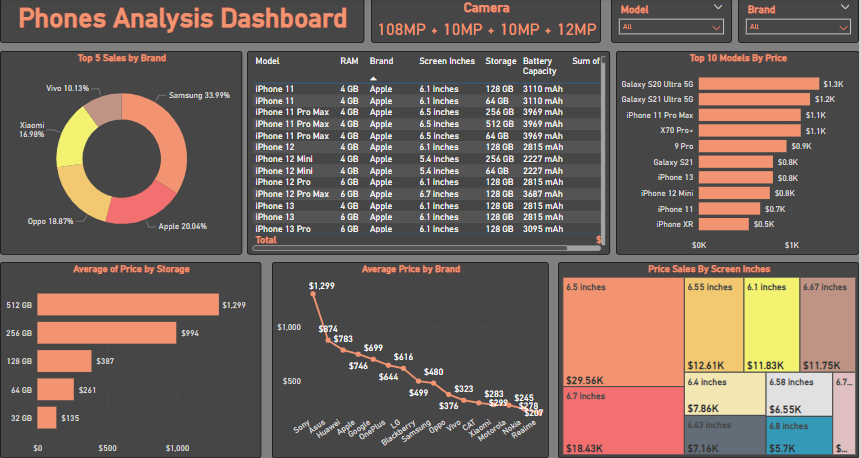 Phones Analysis Dashboard
Camera
108MP + 10MP + 10MP + 12MP
Model
All
Brand
All
Top 5 Sales by Brand
Vivo 10.13%
Samsung 33.99%
Xiaomi
16.98%
Oppo 18.87%
Apple 20.04%
Model RAM Brand Screen Inches Storage Battery Capacity Sum of
iPhone 11 4 GB Apple 6.1 inches 128 GB 3110 mAh
iPhone 11 4 GB Apple 6.1 inches 64 GB 3110 mAh
iPhone 11 Pro Max 4 GB Apple 6.5 inches 256 GB 3969 mAh
iPhone 11 Pro Max 4 GB Apple 6.5 inches 512 GB 3969 mAh
iPhone 11 Pro Max 4 GB Apple 6.5 inches 64 GB 3969 mAh
iPhone 12 4 GB Apple 6.1 inches 128 GB 2815 mAh
iPhone 12 Mini 4 GB Apple 5.4 inches 256 GB 2227 mAh
iPhone 12 Mini 4 GB Apple 5.4 inches 64 GB 2227 mAh
iPhone 12 Pro 6 GB Apple 6.1 inches 128 GB 2815 mAh
iPhone 12 Pro Max 6 GB Apple 6.7 inches 128 GB 3687 mAh
iPhone 13 4 GB Apple 6.1 inches 128 GB 2815 mAh
iPhone 13 6 GB Apple 6.1 inches 128 GB 2815 mAh
iPhone 13 Pro 6 GB Apple 6.1 inches 128 GB 3095 mAh
Total $
Top 10 Models By Price
Galaxy S20 Ultra 5G $1.3K
Galaxy S21 Ultra 5G $1.2K
iPhone 11 Pro Max $1.1K
X70 Pro+ $1.1K
9 Pro $0.9K
Galaxy S21 $0.8K
iPhone 13 $0.8K
iPhone 12 Mini $0.8K
iPhone 11 $0.7K
iPhone XR $0.5K
$0K $1K
Average of Price by Storage
512 GB $1,299
256 GB $994
128 GB $387
64 GB $261
32 GB $135
$0 $500 $1,000
Average Price by Brand
$1,000
$500
$1,299
$874
$783
$746
$699
$644
$616
$499
$480
$376
$323
$283
$289
$245
$278
$207
Sony
Asus
Huawei
Apple
Google
OnePlus
LG
Blackberry
Samsung
Oppo
Vivo
CAT
Xiaomi
Motorola
Nokia
Realme
Price Sales By Screen Inches
6.5 inches
$29.56K
6.7 inches
$18.43K
6.55 inches
$12.61K
6.1 inches
$11.83K
6.67 inches
$11.75K
6.4 inches
$7.86K
6.43 inches
$7.16K
6.58 inches
$6.55K
6.8 inches
$5.7K
6.7...
$...